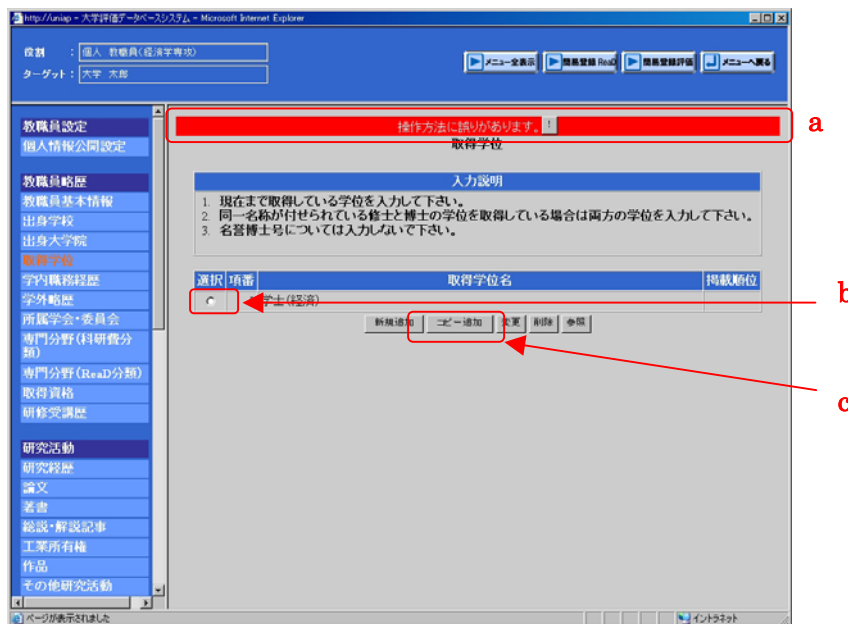 http://uniap - 大学評価データベースシステム - Microsoft Internet Explorer
役割 : 個人 教職員(経済学専攻)
ターゲット : 大学 太郎
メニュー全表示 簡易登録 ReaD 簡易登録評価 メニューへ戻る
教職員設定
個人情報公開設定
教職員略歴
教職員基本情報
出身学校
出身大学院
取得学位
学内職務経歴
学外略歴
所属学会・委員会
専門分野(科研費分
類)
専門分野(ReaD分類)
取得資格
研修受講歴
研究活動
研究経歴
論文
著書
総説・解説記事
工業所有権
作品
その他研究活動
操作方法に誤りがあります。 !
a
取得学位
入力説明
1. 現在まで取得している学位を入力して下さい。
2. 同一名称が付せられている修士と博士の学位を取得している場合は両方の学位を入力して下さい。
3. 名誉博士号については入力しないで下さい。
選択 項番 取得学位名 掲載順位
学士(経済)
b
新規追加 コピー追加 変更 削除 参照
c
ページが表示されました イントラネット